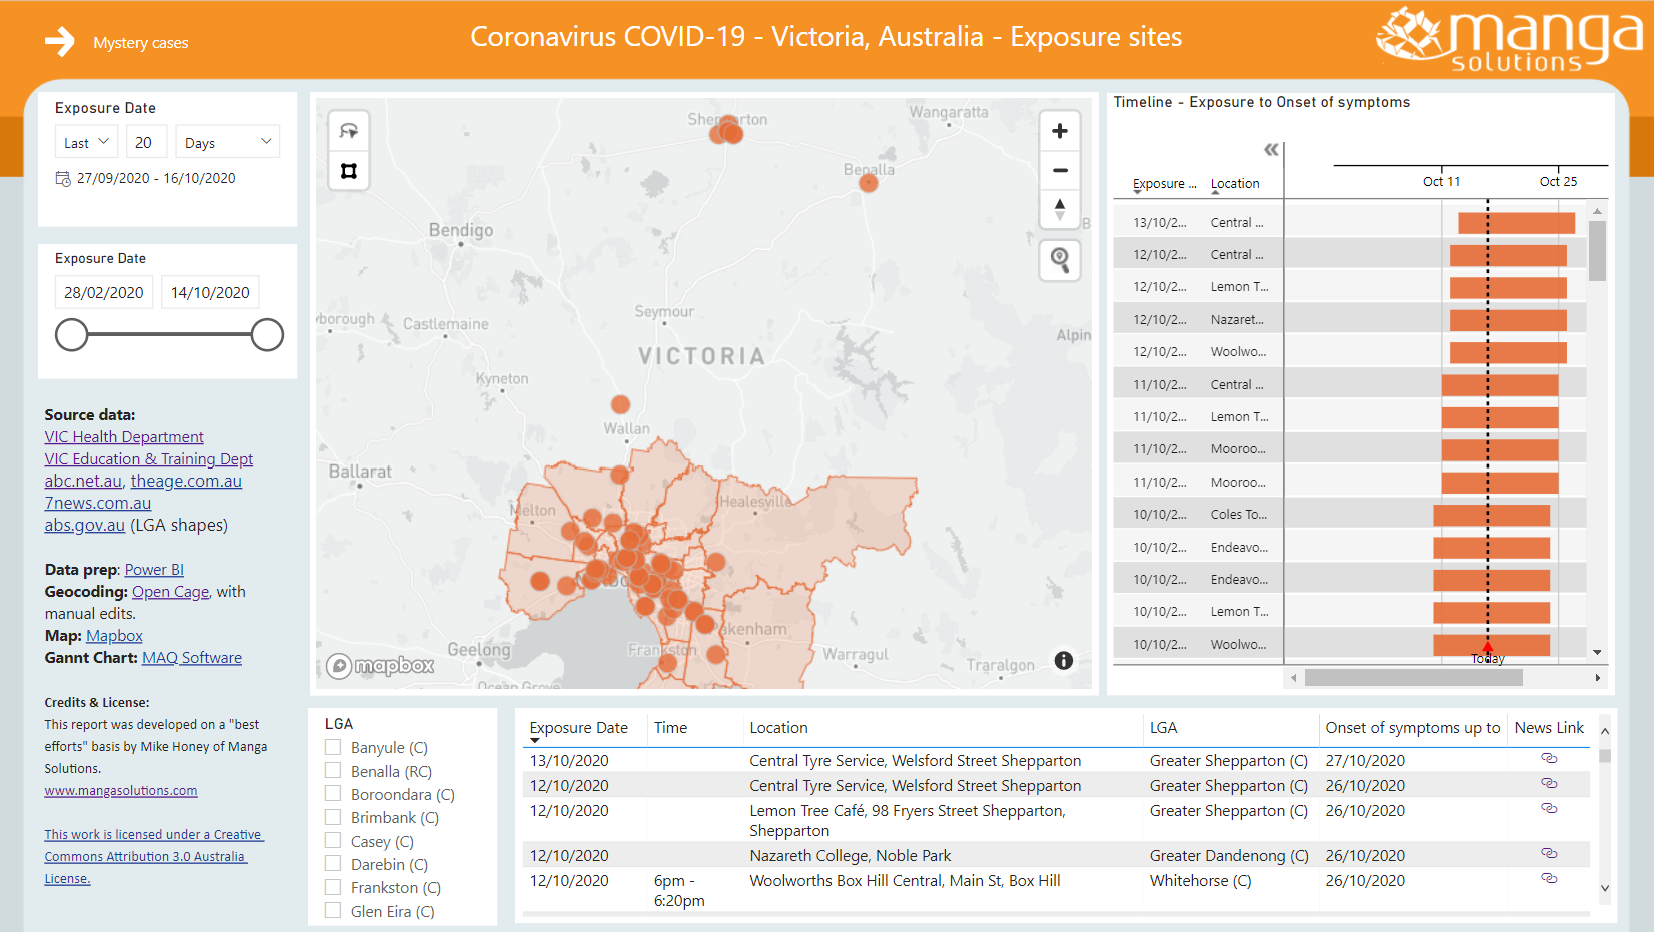 Mystery cases
Coronavirus COVID-19 - Victoria, Australia - Exposure sites
manga
solutions
Exposure Date
Last 20 Days
27/09/2020 - 16/10/2020
Exposure Date
28/02/2020 14/10/2020
Source data:
VIC Health Department
VIC Education & Training Dept
abc.net.au, theage.com.au
7news.com.au
abs.gov.au (LGA shapes)
Data prep: Power BI
Geocoding: Open Cage, with
manual edits.
Map: Mapbox
Gannt Chart: MAQ Software
Credits & License:
This report was developed on a "best
efforts" basis by Mike Honey of Manga
Solutions.
www.mangasolutions.com
This work is licensed under a Creative
Commons Attribution 3.0 Australia
License.
Shepparton
Wangaratta
Benalla
B
Bendigo
Seymour
yborough
Castlemaine
Alpin
VICTORIA
Kyneton
Wallan
Ballarat
Healesville
Melton
Pakenham
Geelong
Frankston
Warragul
Traralgon
Ocean Grove
mapbox
Timeline - Exposure to Onset of symptoms
Exposure ... Location Oct 11 Oct 25
13/10/2... Central ...
12/10/2... Central ...
12/10/2... Lemon T...
12/10/2... Nazaret...
12/10/2... Woolwo...
11/10/2... Central ...
11/10/2... Lemon T...
11/10/2... Mooroo...
11/10/2... Mooroo...
10/10/2... Coles To...
10/10/2... Endeavo...
10/10/2... Endeavo...
10/10/2... Lemon T...
10/10/2... Woolwo...
Today
LGA
Banyule (C)
Benalla (RC)
Boroondara (C)
Brimbank (C)
Casey (C)
Darebin (C)
Frankston (C)
Glen Eira (C)
Exposure Date Time Location LGA Onset of symptoms up to News Link
13/10/2020 Central Tyre Service, Welsford Street Shepparton Greater Shepparton (C) 27/10/2020
12/10/2020 Central Tyre Service, Welsford Street Shepparton Greater Shepparton (C) 26/10/2020
12/10/2020 Lemon Tree Café, 98 Fryers Street Shepparton, Greater Shepparton (C) 26/10/2020
Shepparton
12/10/2020 Nazareth College, Noble Park Greater Dandenong (C) 26/10/2020
12/10/2020 6pm - Woolworths Box Hill Central, Main St, Box Hill Whitehorse (C) 26/10/2020
6:20pm